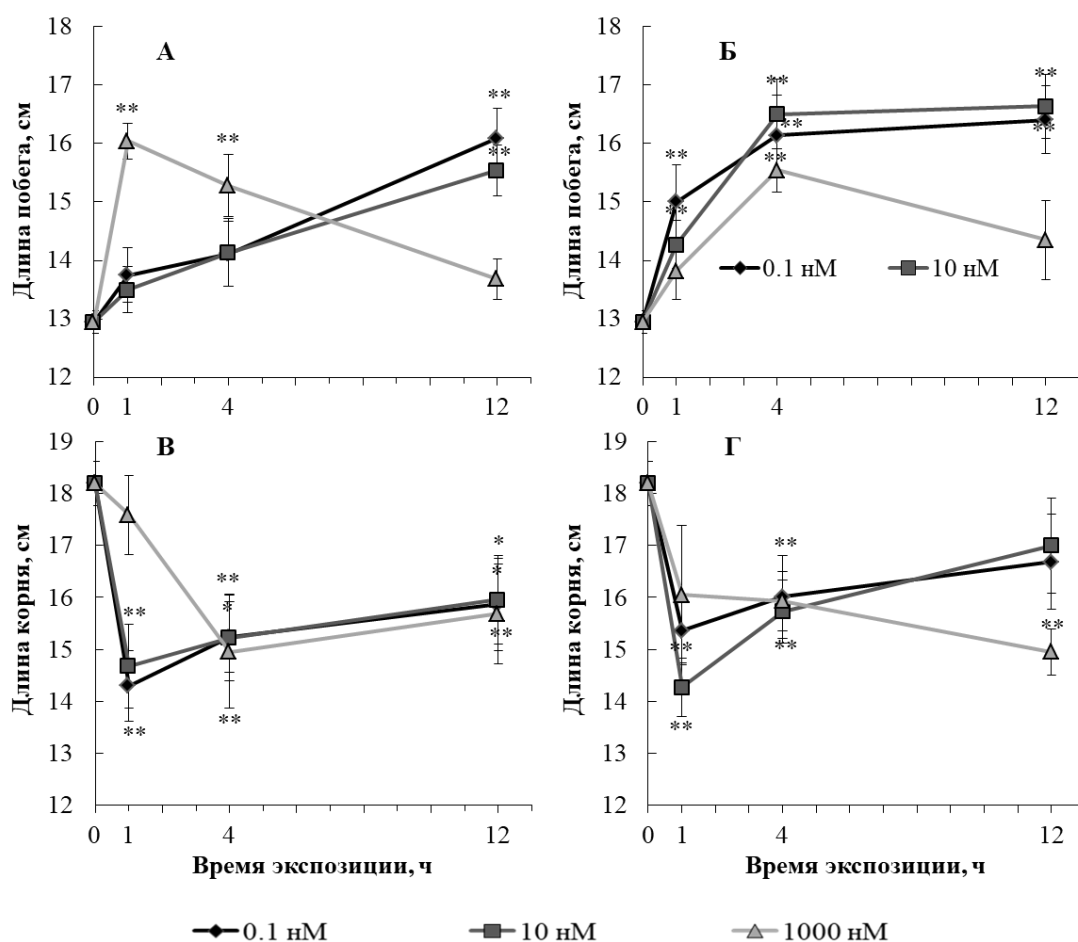 А
Длина побега, см
18
17
16
15
14
13
12
** ** ** **
0 1 4 12
Б
Длина побега, см
18
17
16
15
14
13
12
** ** ** ** ** ** **
0.1 нМ 10 нМ
0 1 4 12
В
Длина корня, см
19
18
17
16
15
14
13
12
** ** ** * ** * * **
0 1 4 12
Время экспозиции, ч
Г
Длина корня, см
19
18
17
16
15
14
13
12
** ** ** ** **
0 1 4 12
Время экспозиции, ч
0.1 нМ 10 нМ 1000 нМ